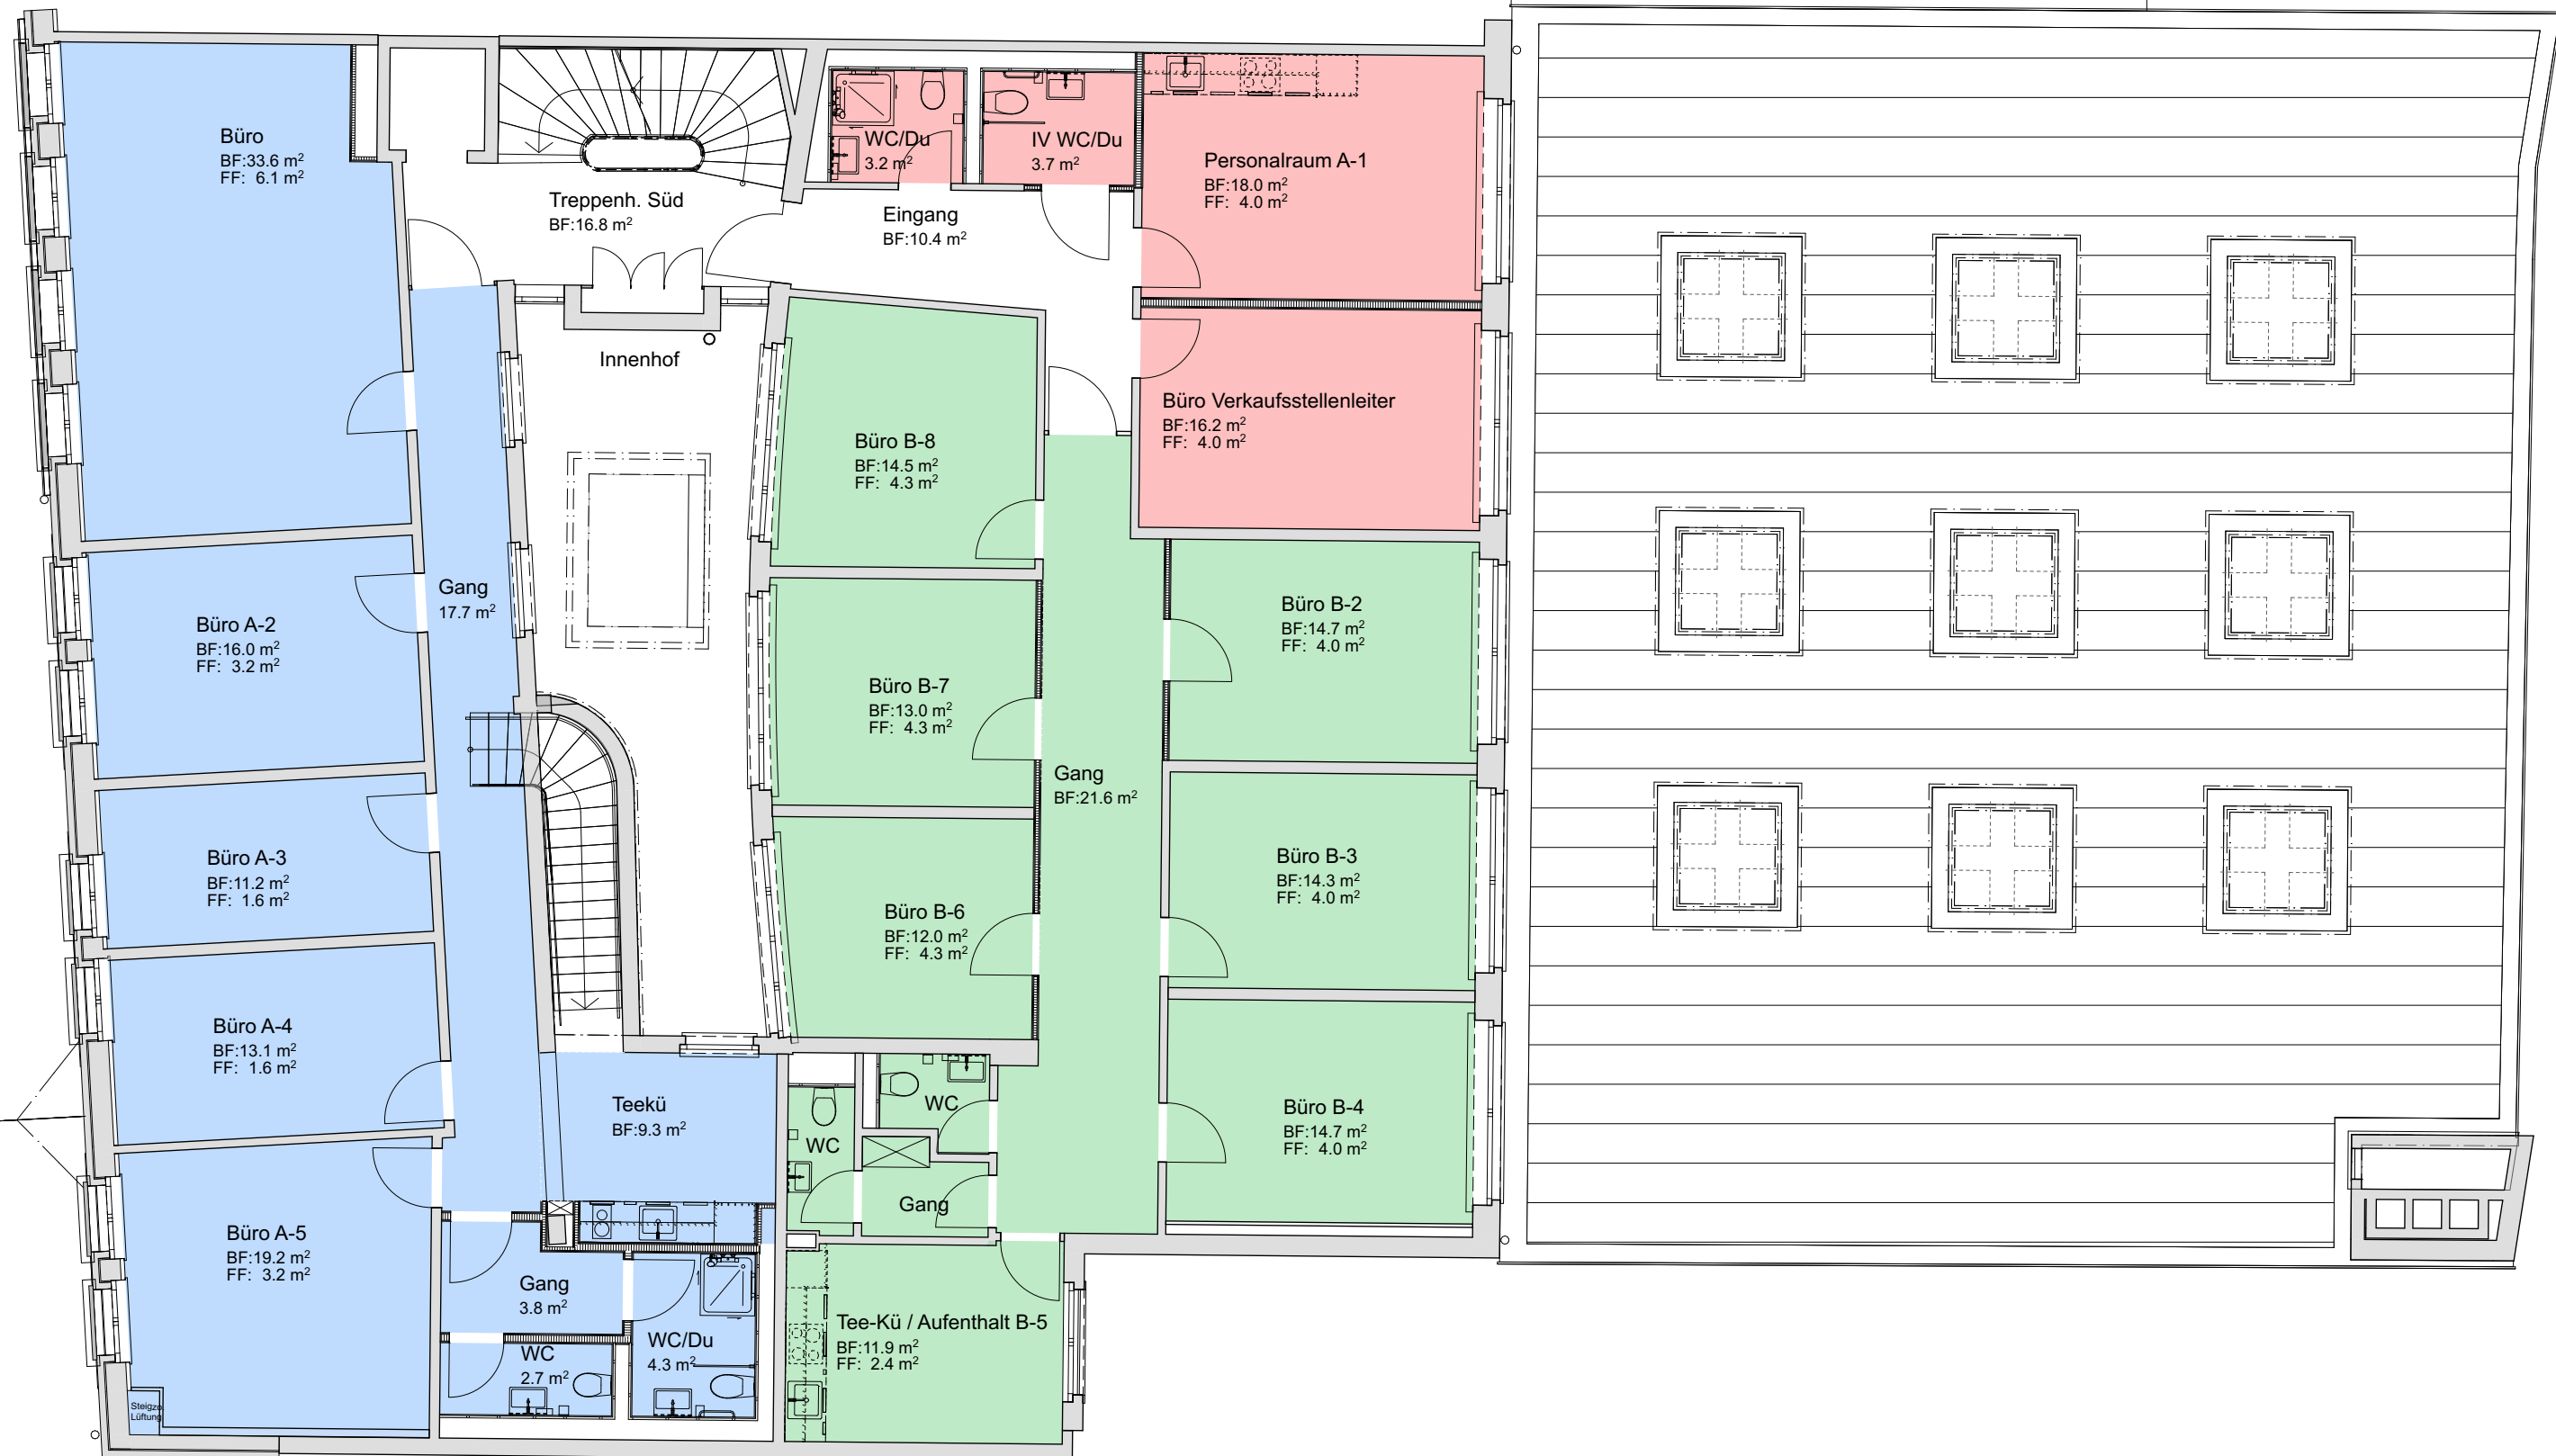 Büro
BF:33.6 m²
FF: 6.1 m²
Treppenh. Süd
BF:16.8 m²
WC/Du
3.2 m²
IV WC/Du
3.7 m²
Eingang
BF:10.4 m²
Personalraum A-1
BF:18.0 m²
FF: 4.0 m²
Innenhof
Büro Verkaufsstellenleiter
BF:16.2 m²
FF: 4.0 m²
Büro B-8
BF:14.5 m²
FF: 4.3 m²
Gang
17.7 m²
Büro A-2
BF:16.0 m²
FF: 3.2 m²
Büro B-2
BF:14.7 m²
FF: 4.0 m²
Büro B-7
BF:13.0 m²
FF: 4.3 m²
Gang
BF:21.6 m²
Büro A-3
BF:11.2 m²
FF: 1.6 m²
Büro B-3
BF:14.3 m²
FF: 4.0 m²
Büro B-6
BF:12.0 m²
FF: 4.3 m²
Büro A-4
BF:13.1 m²
FF: 1.6 m²
Teekü
BF:9.3 m²
WC
WC
Büro B-4
BF:14.7 m²
FF: 4.0 m²
Gang
Büro A-5
BF:19.2 m²
FF: 3.2 m²
Gang
3.8 m²
WC/Du
4.3 m²
WC
2.7 m²
Tee-Kü / Aufenthalt B-5
BF:11.9 m²
FF: 2.4 m²
Steigzo
Lüftung